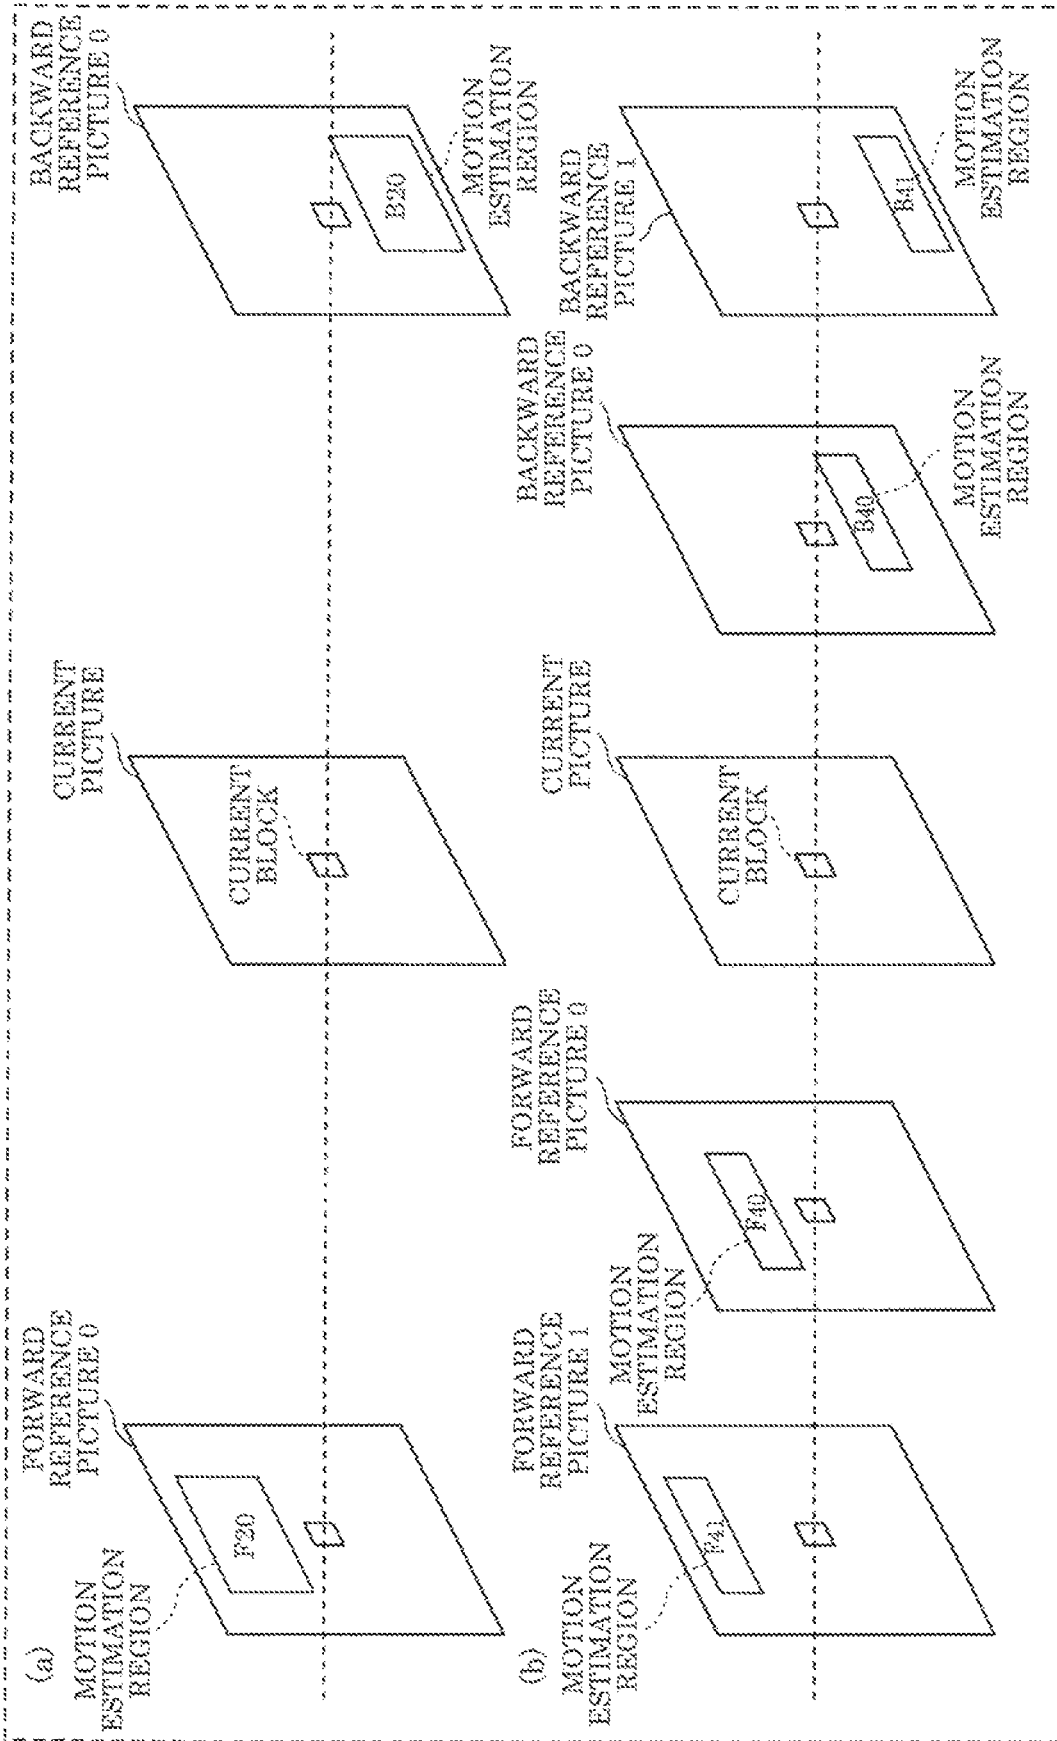 (a)
FORWARD
REFERENCE
PICTURE 0
MOTION
ESTIMATION
REGION
F20
CURRENT
PICTURE
CURRENT
BLOCK
BACKWARD
REFERENCE
PICTURE 0
B20
MOTION
ESTIMATION
REGION
(b)
FORWARD
REFERENCE
PICTURE 1
MOTION
ESTIMATION
REGION
F41
FORWARD
REFERENCE
PICTURE 0
MOTION
ESTIMATION
REGION
F40
CURRENT
PICTURE
CURRENT
BLOCK
BACKWARD
REFERENCE
PICTURE 0
B40
MOTION
ESTIMATION
REGION
BACKWARD
REFERENCE
PICTURE 1
B41
MOTION
ESTIMATION
REGION